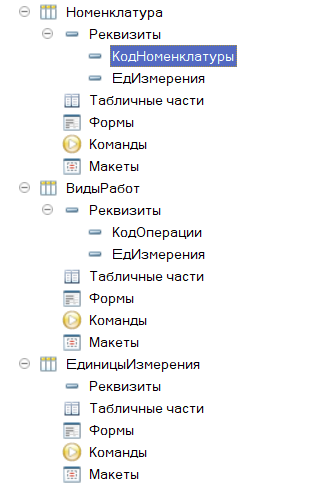 Номенклатура
Реквизиты
КодНоменклатуры
ЕдИзмерения
Табличные части
Формы
Команды
Макеты
ВидыРабот
Реквизиты
КодОперации
ЕдИзмерения
Табличные части
Формы
Команды
Макеты
ЕдиницыИзмерения
Реквизиты
Табличные части
Формы
Команды
Макеты